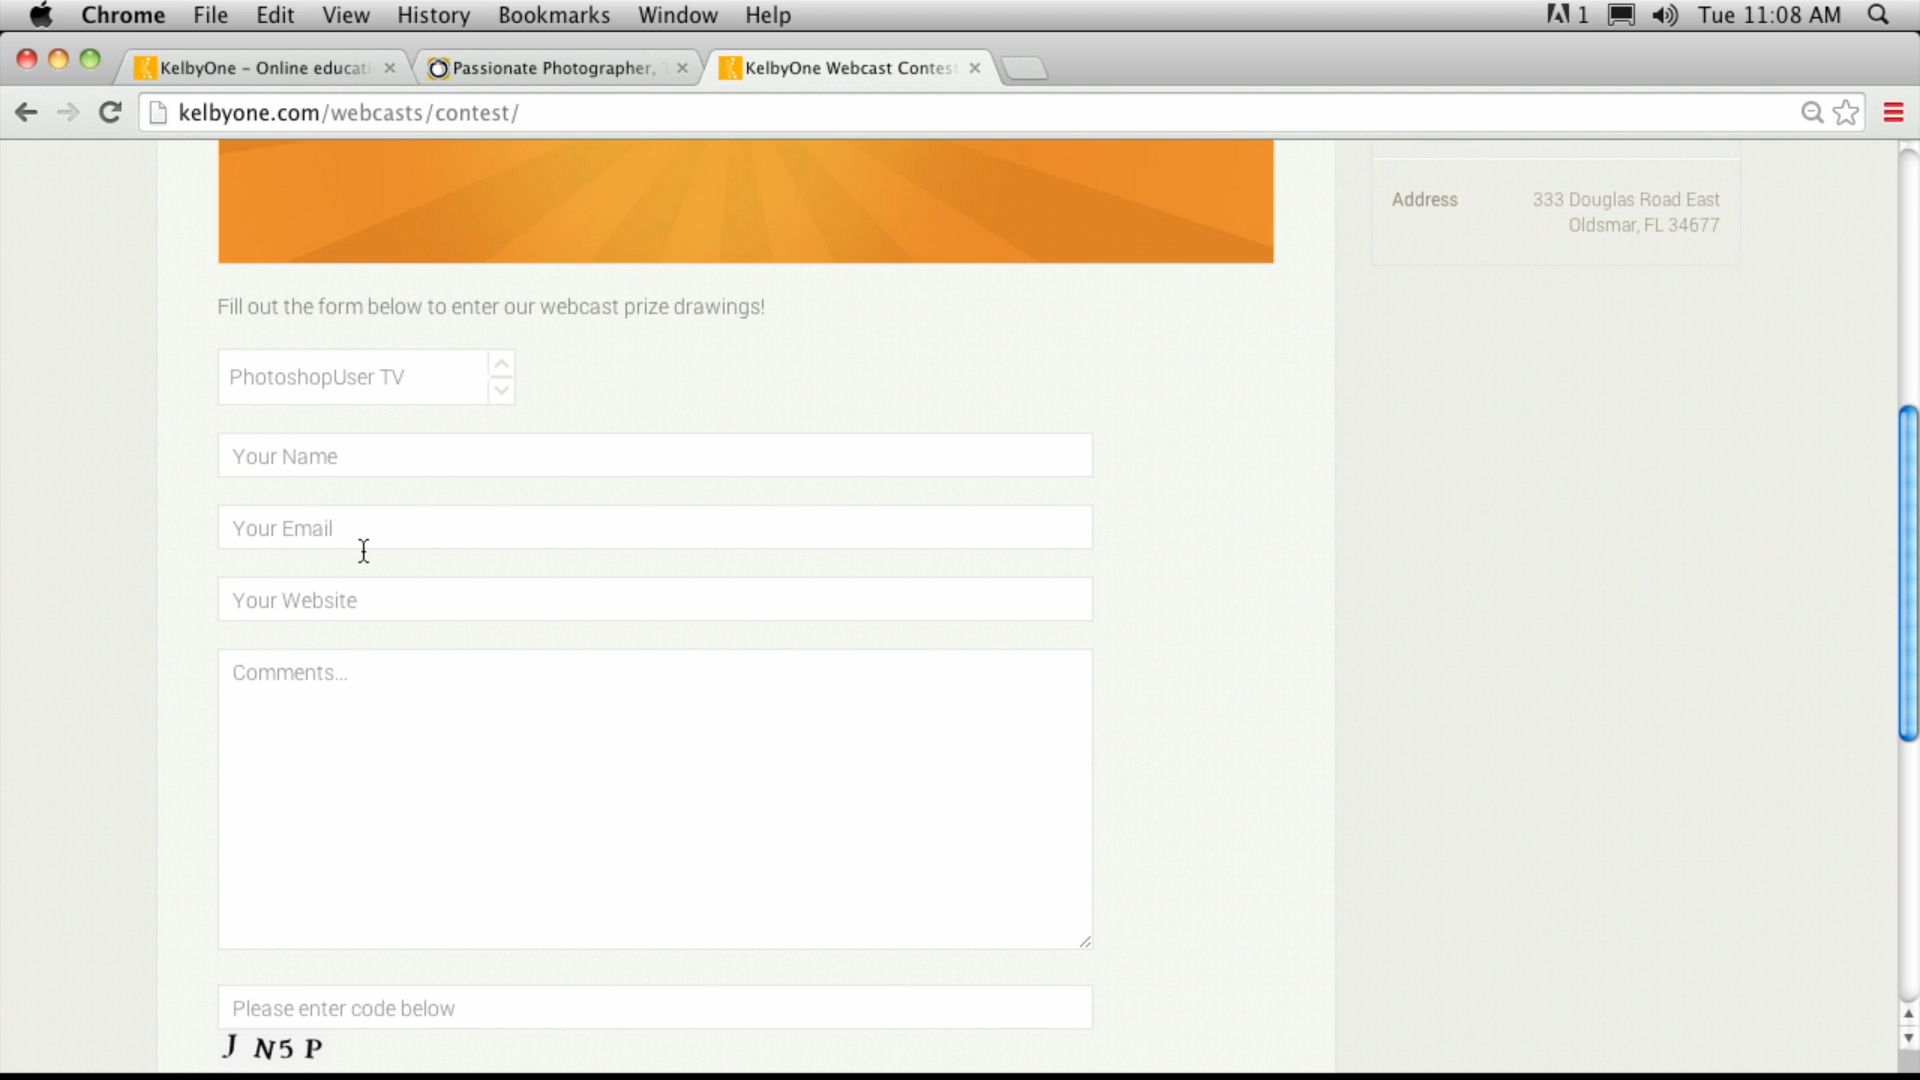 Chrome File Edit View History Bookmarks Window Help 1 Tue 11:08 AM
KelbyOne – Online educati Passionate Photographer, KelbyOne Webcast Contest
kelbyone.com/webcasts/contest/
Address 333 Douglas Road East
Oldsmar, FL 34677
Fill out the form below to enter our webcast prize drawings!
PhotoshopUser TV
Your Name
Your Email
Your Website
Comments...
Please enter code below
J N5 P